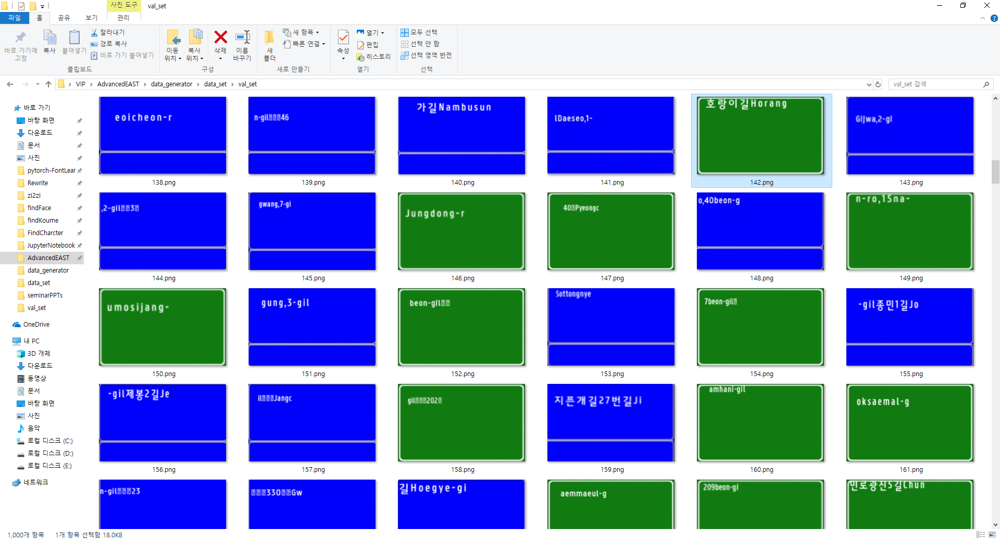 사진 도구
val_set
파일
홈
공유
보기
관리
바로 가기에
고정
복사
붙여넣기
잘라내기
경로 복사
바로 가기 붙여넣기
클립보드
이동
위치
복사
위치
삭제
이름
바꾸기
구성
새
폴더
새 항목
빠른 연결
새로 만들기
속성
열기
편집
히스토리
열기
모두 선택
선택 안 함
선택 영역 반전
선택
VIP > AdvancedEAST > data_generator > data_set > val_set
val_set 검색
바로 가기
바탕 화면
다운로드
문서
사진
pytorch-FontLear
Rewrite
zi2zi
findFace
findKoume
FindCharcter
JupyterNotebook
AdvancedEAST
data_generator
data_set
seminarPPTs
val_set
OneDrive
내 PC
3D 개체
다운로드
동영상
문서
바탕 화면
사진
음악
로컬 디스크 (C:)
로컬 디스크 (D:)
로컬 디스크 (E:)
네트워크
eoicheon-r
n-gil▯▯▯46
가길Nambusun
lDaeseo,1-
호랑이길Horang
Gijwa,2-gi
138.png
139.png
140.png
141.png
142.png
143.png
,2-gil▯▯3▯
gwang,7-gi
Jungdong-r
40▯Pyeongc
o,40beon-g
n-ro,15na-
144.png
145.png
146.png
147.png
148.png
149.png
umosijang-
gung,3-gil
beon-gil▯▯
Sottongnye
7beon-gil▯
-gil종민1길Jo
150.png
151.png
152.png
153.png
154.png
155.png
-gil제봉2길Je
il▯▯▯Jangc
gil▯▯▯202▯
지픈개길27번길Ji
amhani-gil
oksaemal-g
156.png
157.png
158.png
159.png
160.png
161.png
n-gil▯▯▯23
▯▯▯330▯▯Gw
길Hoegye-gi
aemmaeul-g
209beon-gi
민로광진5길Chun
1,000개 항목
1개 항목 선택함 18.0KB